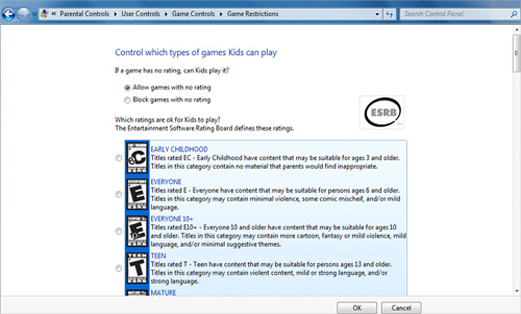 « Parental Controls ▸ User Controls ▸ Game Controls ▸ Game Restrictions
Search Control Panel
Control which types of games Kids can play
If a game has no rating, can Kids play it?
Allow games with no rating
Block games with no rating
Which ratings are ok for Kids to play?
The Entertainment Software Rating Board defines these ratings.
ESRB
EARLY CHILDHOOD
Titles rated EC - Early Childhood have content that may be suitable for ages 3 and older.
Titles in this category contain no material that parents would find inappropriate.
EVERYONE
Titles rated E - Everyone have content that may be suitable for persons ages 6 and older.
Titles in this category may contain minimal violence, some comic mischeif, and/or mild
language.
EVERYONE 10+
Titles rated E10+ - Everyone 10 and older have content that may be suitable for ages 10
and older. Titles in this category may contain more cartoon, fantasy or mild violence, mild
language, and/or minimal suggestive themes.
TEEN
Titles rated T - Teen have content that may be suitable for persons ages 13 and older.
Titles in this category may contain violent content, mild or strong language, and/or
strong language.
MATURE
OK
Cancel